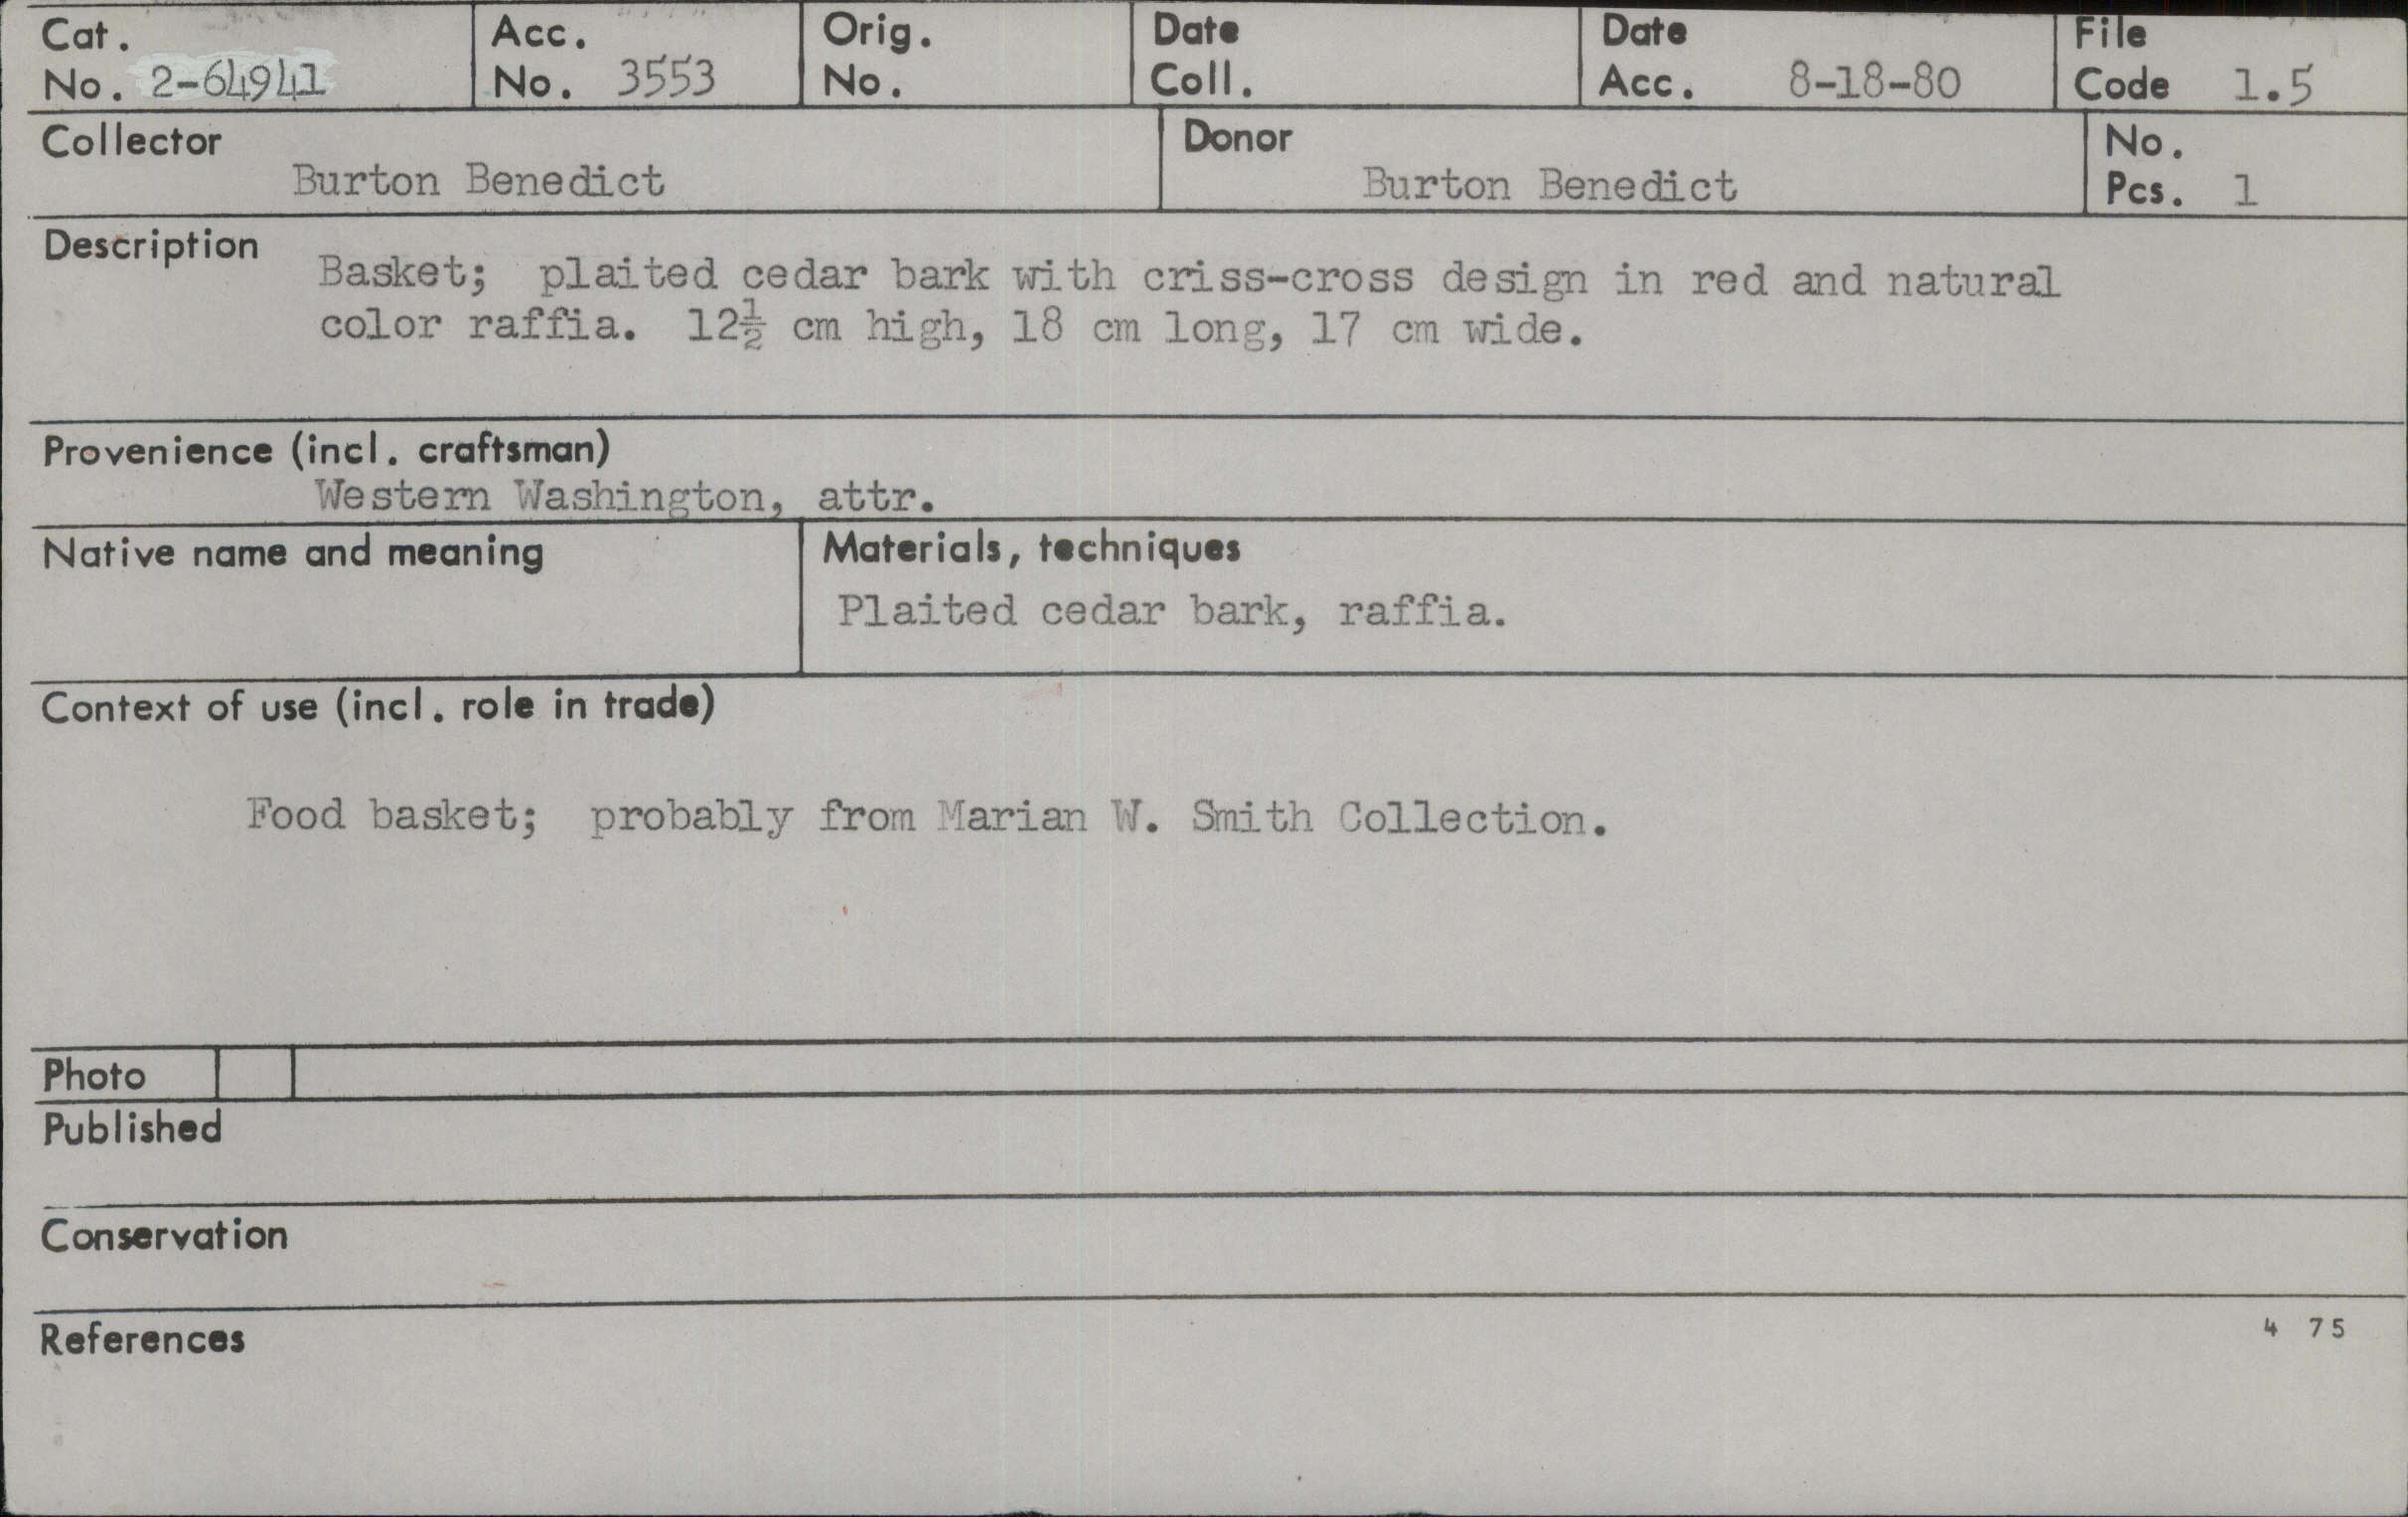 Cat. No. 2-64941
Acc. No. 3553
Orig. No.
Date Coll.
Date Acc. 8-18-80
File Code 1.5
Collector
Burton Benedict
Donor
Burton Benedict
No. Pcs. 1
Description
Basket; plaited cedar bark with criss-cross design in red and natural
color raffia. 12½ cm high, 18 cm long, 17 cm wide.
Provenience (incl. craftsman)
Western Washington, attr.
Native name and meaning
Materials, techniques
Plaited cedar bark, raffia.
Context of use (incl. role in trade)
Food basket; probably from Marian W. Smith Collection.
Photo
Published
Conservation
References
4 75